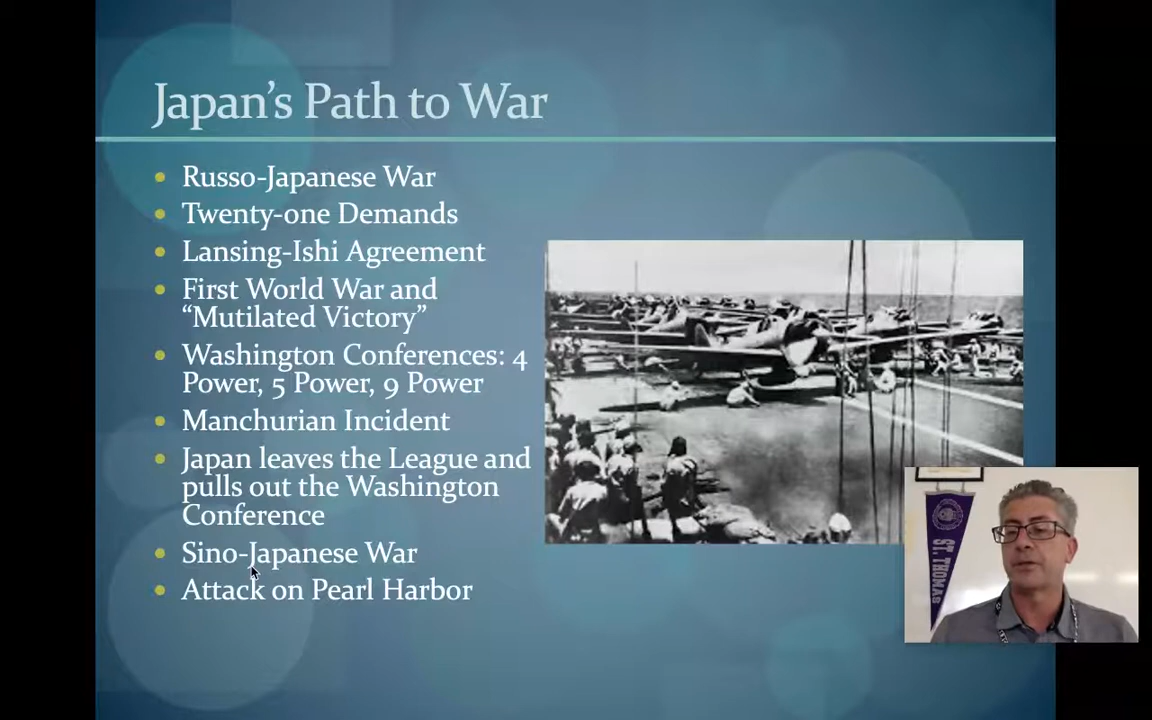 Japan's Path to War
Russo-Japanese War
Twenty-one Demands
Lansing-Ishi Agreement
First World War and
“Mutilated Victory”
Washington Conferences: 4
Power, 5 Power, 9 Power
Manchurian Incident
Japan leaves the League and
pulls out the Washington
Conference
Sino-Japanese War
Attack on Pearl Harbor
ST. THOMAS